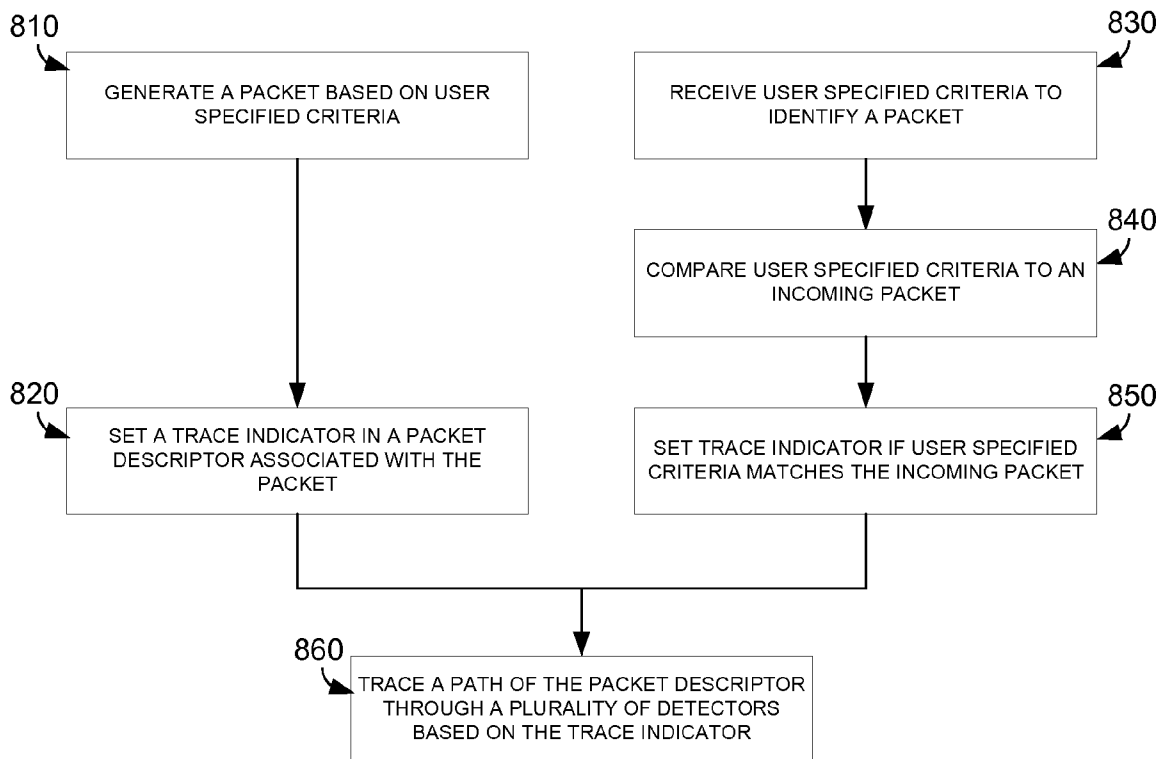 810
GENERATE A PACKET BASED ON USER
SPECIFIED CRITERIA
820
SET A TRACE INDICATOR IN A PACKET
DESCRIPTOR ASSOCIATED WITH THE
PACKET
830
RECEIVE USER SPECIFIED CRITERIA TO
IDENTIFY A PACKET
840
COMPARE USER SPECIFIED CRITERIA TO AN
INCOMING PACKET
850
SET TRACE INDICATOR IF USER SPECIFIED
CRITERIA MATCHES THE INCOMING PACKET
860
TRACE A PATH OF THE PACKET DESCRIPTOR
THROUGH A PLURALITY OF DETECTORS
BASED ON THE TRACE INDICATOR